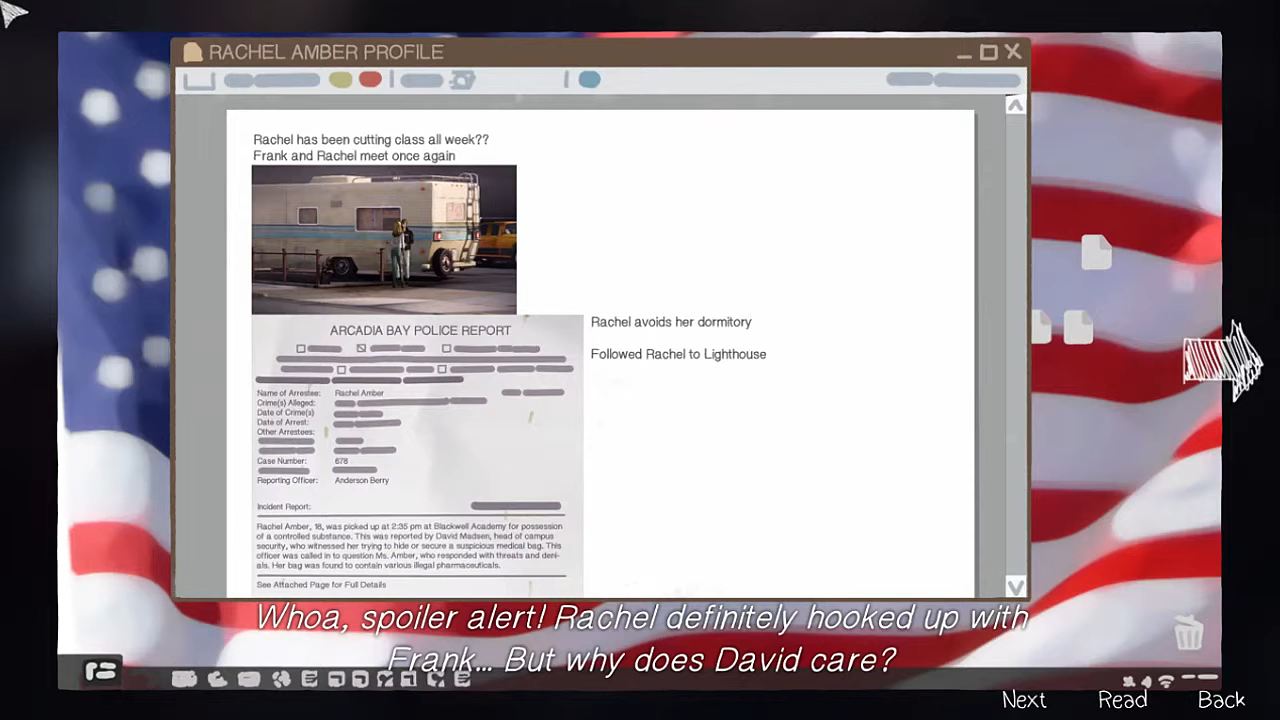 RACHEL AMBER PROFILE
Rachel has been cutting class all week??
Frank and Rachel meet once again
ARCADIA BAY POLICE REPORT
Name of Arrestee: Rachel Amber
Crime(s) Alleged:
Date of Crime(s)
Date of Arrest:
Other Arrestees:
Case Number: 678
Reporting Officer: Anderson Berry
Incident Report:
Rachel Amber, 18, was picked up at 2:35 pm at Blackwell Academy for possession
of a controlled substance. This was reported by David Madsen, head of campus
security, who witnessed her trying to hide or secure a suspicious medical bag. This
officer was called in to question Ms. Amber, who responded with threats and deni-
als. Her bag was found to contain various illegal pharmaceuticals.
See Attached Page for Full Details
Rachel avoids her dormitory
Followed Rachel to Lighthouse
Whoa, spoiler alert! Rachel definitely hooked up with
Frank... But why does David care?
Next Read Back